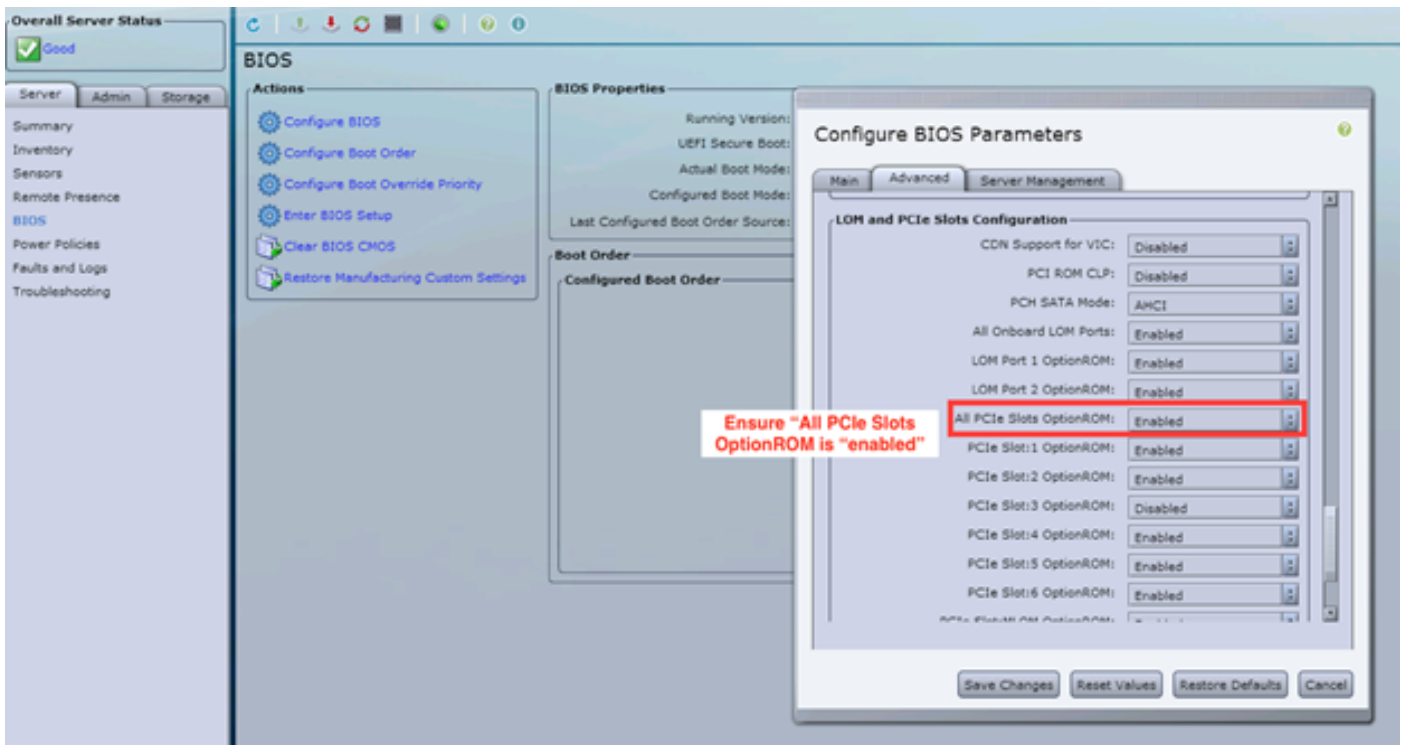 Overall Server Status
Good
Server Admin Storage
Summary
Inventory
Sensors
Remote Presence
BIOS
Power Policies
Faults and Logs
Troubleshooting
BIOS
Actions
Configure BIOS
Configure Boot Order
Configure Boot Override Priority
Enter BIOS Setup
Clear BIOS CMOS
Restore Manufacturing Custom Settings
BIOS Properties
Running Version:
UEFI Secure Boot:
Actual Boot Mode:
Configured Boot Mode:
Last Configured Boot Order Source:
Boot Order
Configured Boot Order
Ensure “All PCIe Slots
OptionROM is “enabled”
Configure BIOS Parameters
Main Advanced Server Management
LOM and PCIe Slots Configuration
CDN Support for VIC: Disabled
PCI ROM CLP: Disabled
PCH SATA Mode: AHCI
All Onboard LOM Ports: Enabled
LOM Port 1 OptionROM: Enabled
LOM Port 2 OptionROM: Enabled
All PCIe Slots OptionROM: Enabled
PCIe Slot:1 OptionROM: Enabled
PCIe Slot:2 OptionROM: Enabled
PCIe Slot:3 OptionROM: Disabled
PCIe Slot:4 OptionROM: Enabled
PCIe Slot:5 OptionROM: Enabled
PCIe Slot:6 OptionROM: Enabled
PCIe Slot:MLOM OptionROM:
Save Changes Reset Values Restore Defaults Cancel